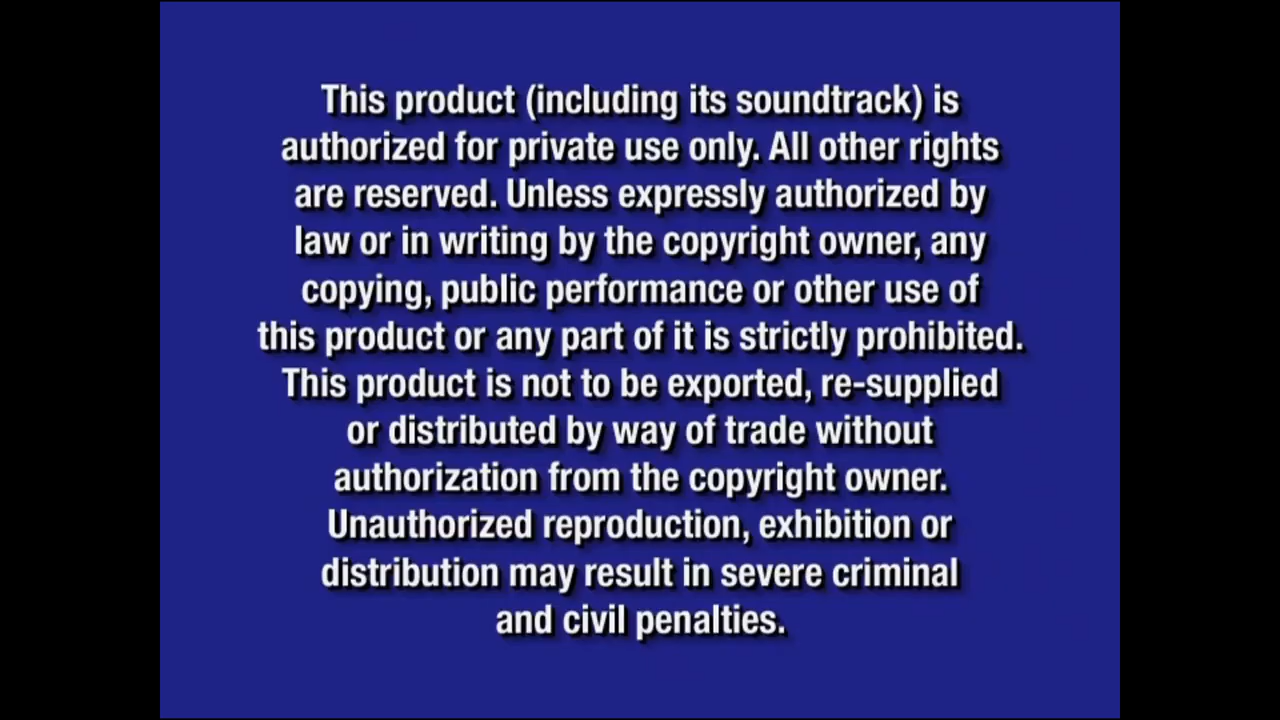 This product (including its soundtrack) is
authorized for private use only. All other rights
are reserved. Unless expressly authorized by
law or in writing by the copyright owner, any
copying, public performance or other use of
this product or any part of it is strictly prohibited.
This product is not to be exported, re-supplied
or distributed by way of trade without
authorization from the copyright owner.
Unauthorized reproduction, exhibition or
distribution may result in severe criminal
and civil penalties.